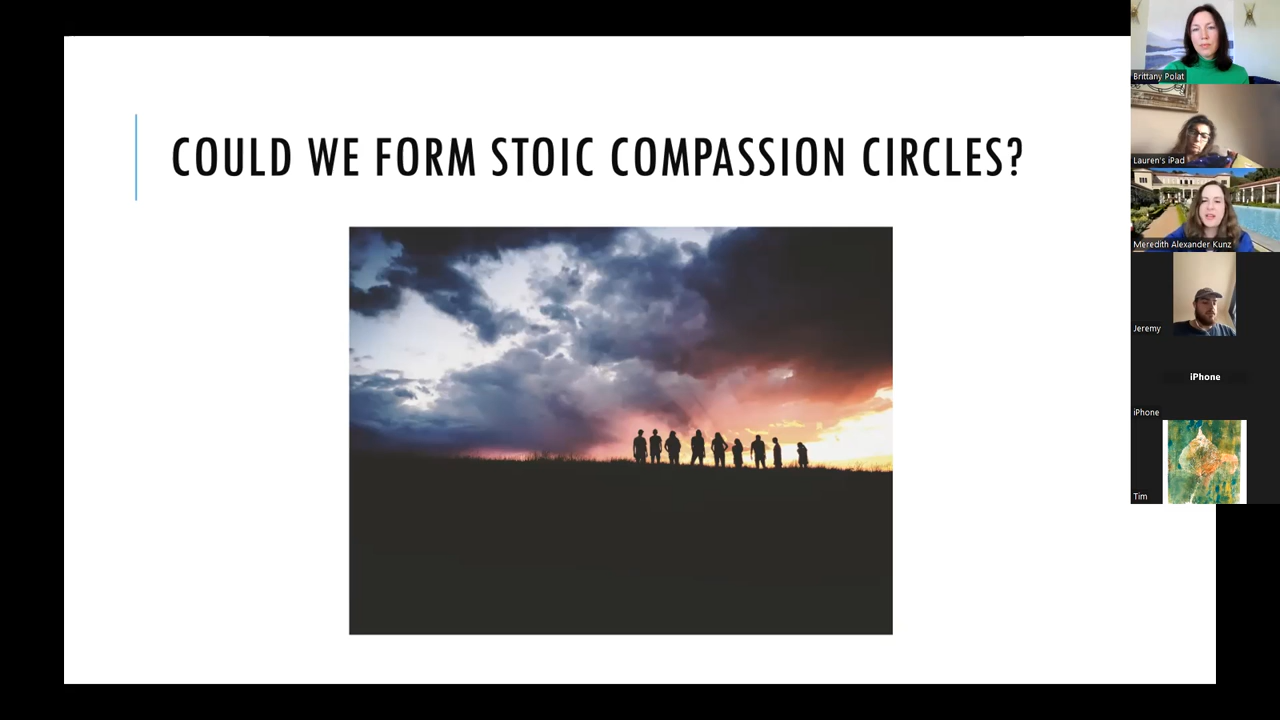 COULD WE FORM STOIC COMPASSION CIRCLES?
Brittany Polat
Lauren's iPad
Meredith Alexander Kunz
Jeremy
iPhone
iPhone
Tim